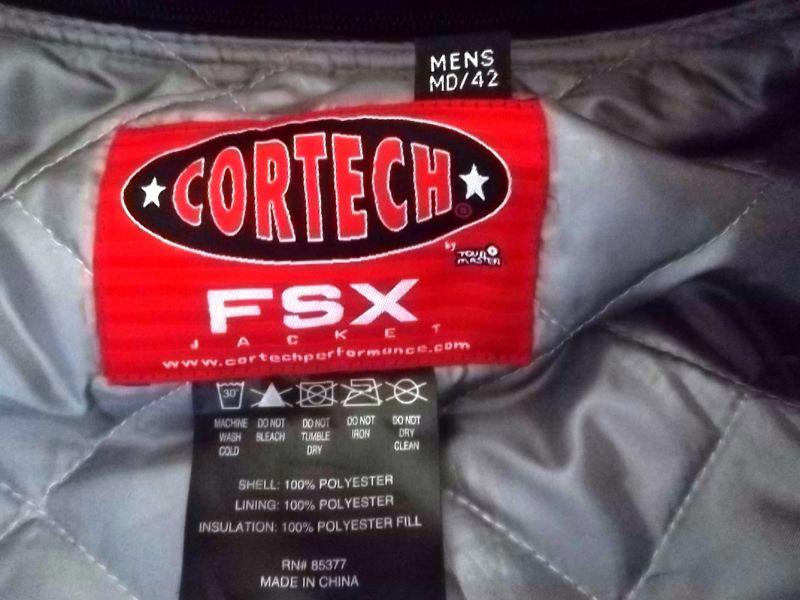 MENS
MD/42
CORTECH®
by TOUR MASTER
FSX
JACKET
www.cortechperformance.com
30°
MACHINE WASH COLD
DO NOT BLEACH
DO NOT TUMBLE DRY
DO NOT IRON
DO NOT DRY CLEAN
SHELL: 100% POLYESTER
LINING: 100% POLYESTER
INSULATION: 100% POLYESTER FILL
RN# 85377
MADE IN CHINA